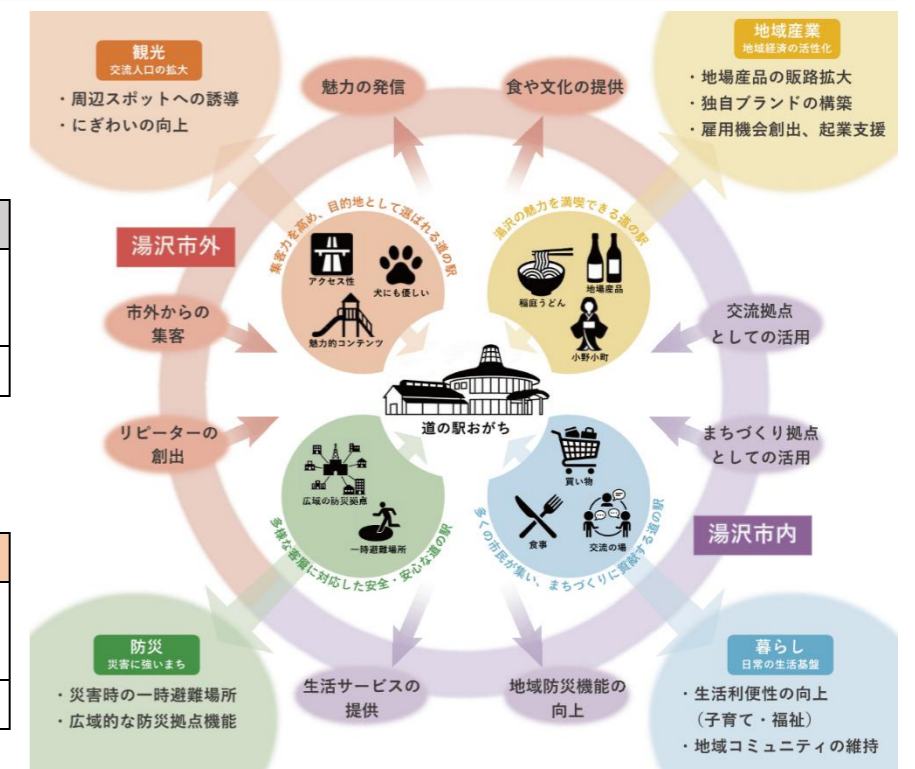 観光
交流人口の拡大
・周辺スポットへの誘導
・にぎわいの向上
魅力の発信
食や文化の提供
地域産業
地域経済の活性化
・地場産品の販路拡大
・独自ブランドの構築
・雇用機会創出、起業支援
湯沢市外
集客力を高め、目的地として選ばれる道の駅
アクセス性
犬にも優しい
魅力的コンテンツ
湯沢の魅力を満喫できる道の駅
稲庭うどん
地場産品
小野小町
市外からの
集客
交流拠点
としての活用
道の駅おがち
リピーターの
創出
まちづくり拠点
としての活用
広域の防災拠点
一時避難場所
多様な客層に対応した安全・安心な道の駅
買い物
食事
交流の場
多くの市民が集い、まちづくりに貢献する道の駅
湯沢市内
防災
災害に強いまち
・災害時の一時避難場所
・広域的な防災拠点機能
生活サービスの
提供
地域防災機能の
向上
暮らし
日常の生活基盤
・生活利便性の向上
（子育て・福祉）
・地域コミュニティの維持